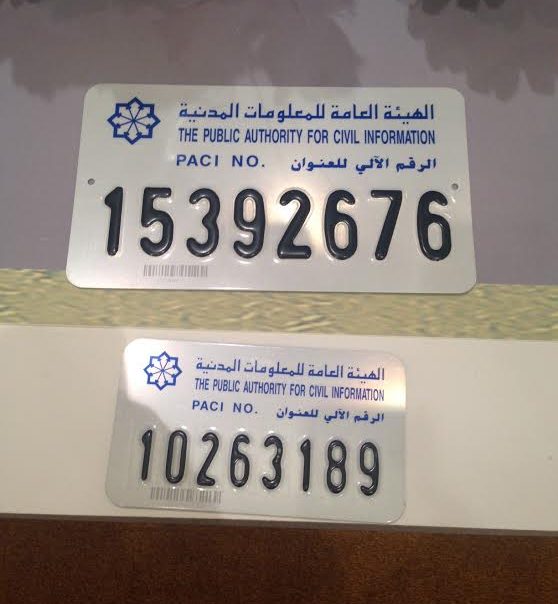 الهيئة العامة للمعلومات المدنية
THE PUBLIC AUTHORITY FOR CIVIL INFORMATION
PACI NO. الرقم الآلي للعنوان
15392676
الهيئة العامة للمعلومات المدنية
THE PUBLIC AUTHORITY FOR CIVIL INFORMATION
PACI NO. الرقم الآلي للعنوان
10263189